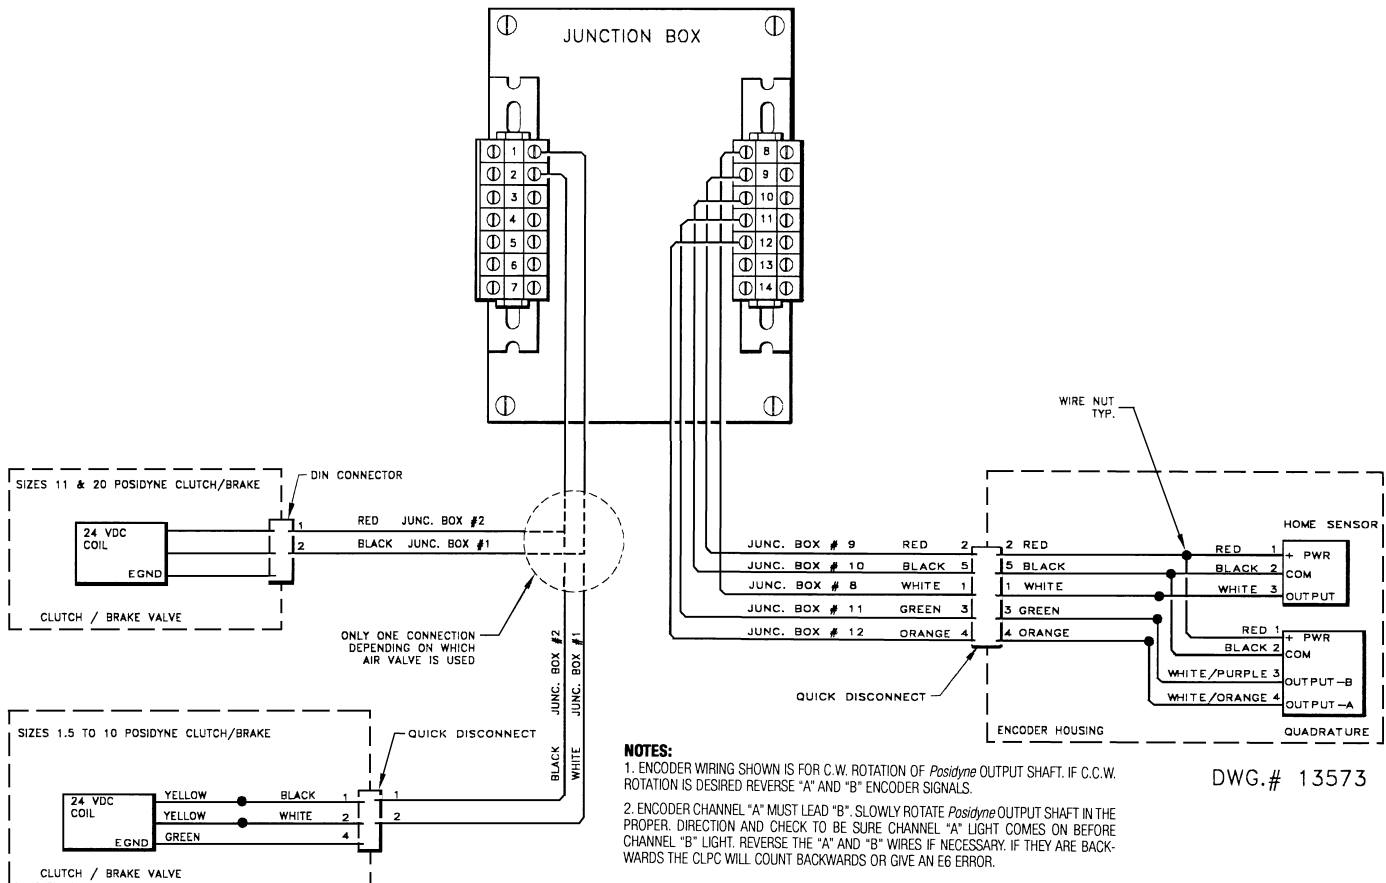 JUNCTION BOX
1
2
3
4
5
6
7
8
9
10
11
12
13
14
WIRE NUT
TYP.
SIZES 11 & 20 POSIDYNE CLUTCH/BRAKE
DIN CONNECTOR
24 VDC
COIL
EGND
CLUTCH / BRAKE VALVE
1 RED JUNC. BOX #2
2 BLACK JUNC. BOX #1
ONLY ONE CONNECTION
DEPENDING ON WHICH
AIR VALVE IS USED
BLACK JUNC. BOX #2
WHITE JUNC. BOX #1
JUNC. BOX # 9 RED 2
JUNC. BOX # 10 BLACK 5
JUNC. BOX # 8 WHITE 1
JUNC. BOX # 11 GREEN 3
JUNC. BOX # 12 ORANGE 4
2 RED
5 BLACK
1 WHITE
3 GREEN
4 ORANGE
QUICK DISCONNECT
HOME SENSOR
RED 1 + PWR
BLACK 2 COM
WHITE 3 OUTPUT
RED 1 + PWR
BLACK 2 COM
WHITE/PURPLE 3 OUTPUT-B
WHITE/ORANGE 4 OUTPUT-A
ENCODER HOUSING
QUADRATURE
SIZES 1.5 TO 10 POSIDYNE CLUTCH/BRAKE
QUICK DISCONNECT
24 VDC
COIL
EGND
YELLOW BLACK 1
YELLOW WHITE 2
GREEN 4
1
2
CLUTCH / BRAKE VALVE
NOTES:
1. ENCODER WIRING SHOWN IS FOR C.W. ROTATION OF Posidyne OUTPUT SHAFT. IF C.C.W.
ROTATION IS DESIRED REVERSE "A" AND "B" ENCODER SIGNALS.
2. ENCODER CHANNEL "A" MUST LEAD "B". SLOWLY ROTATE Posidyne OUTPUT SHAFT IN THE
PROPER. DIRECTION AND CHECK TO BE SURE CHANNEL "A" LIGHT COMES ON BEFORE
CHANNEL "B" LIGHT. REVERSE THE "A" AND "B" WIRES IF NECESSARY. IF THEY ARE BACK-
WARDS THE CLPC WILL COUNT BACKWARDS OR GIVE AN E6 ERROR.
DWG.# 13573